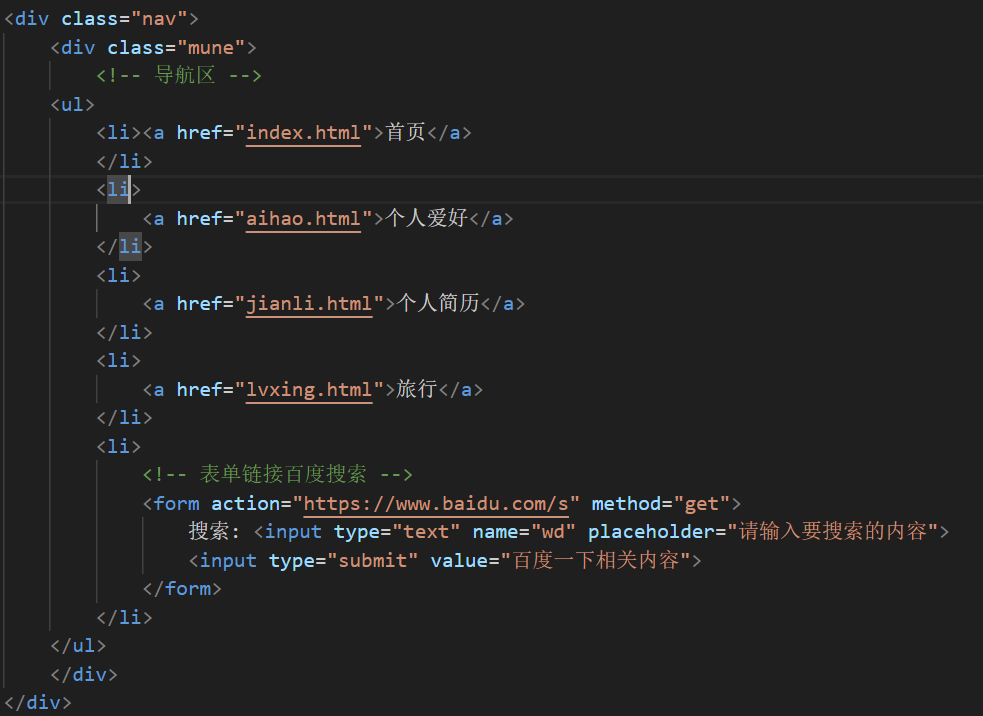 <div class="nav">
    <div class="mune">
        <!-- 导航区 -->
    <ul>
        <li><a href="index.html">首页</a>
        </li>
        <li>
            <a href="aihao.html">个人爱好</a>
        </li>
        <li>
            <a href="jianli.html">个人简历</a>
        </li>
        <li>
            <a href="lvxing.html">旅行</a>
        </li>
        <li>
            <!-- 表单链接百度搜索 -->
            <form action="https://www.baidu.com/s" method="get">
                搜索: <input type="text" name="wd" placeholder="请输入要搜索的内容">
                <input type="submit" value="百度一下相关内容">
            </form>
        </li>
    </ul>
    </div>
</div>